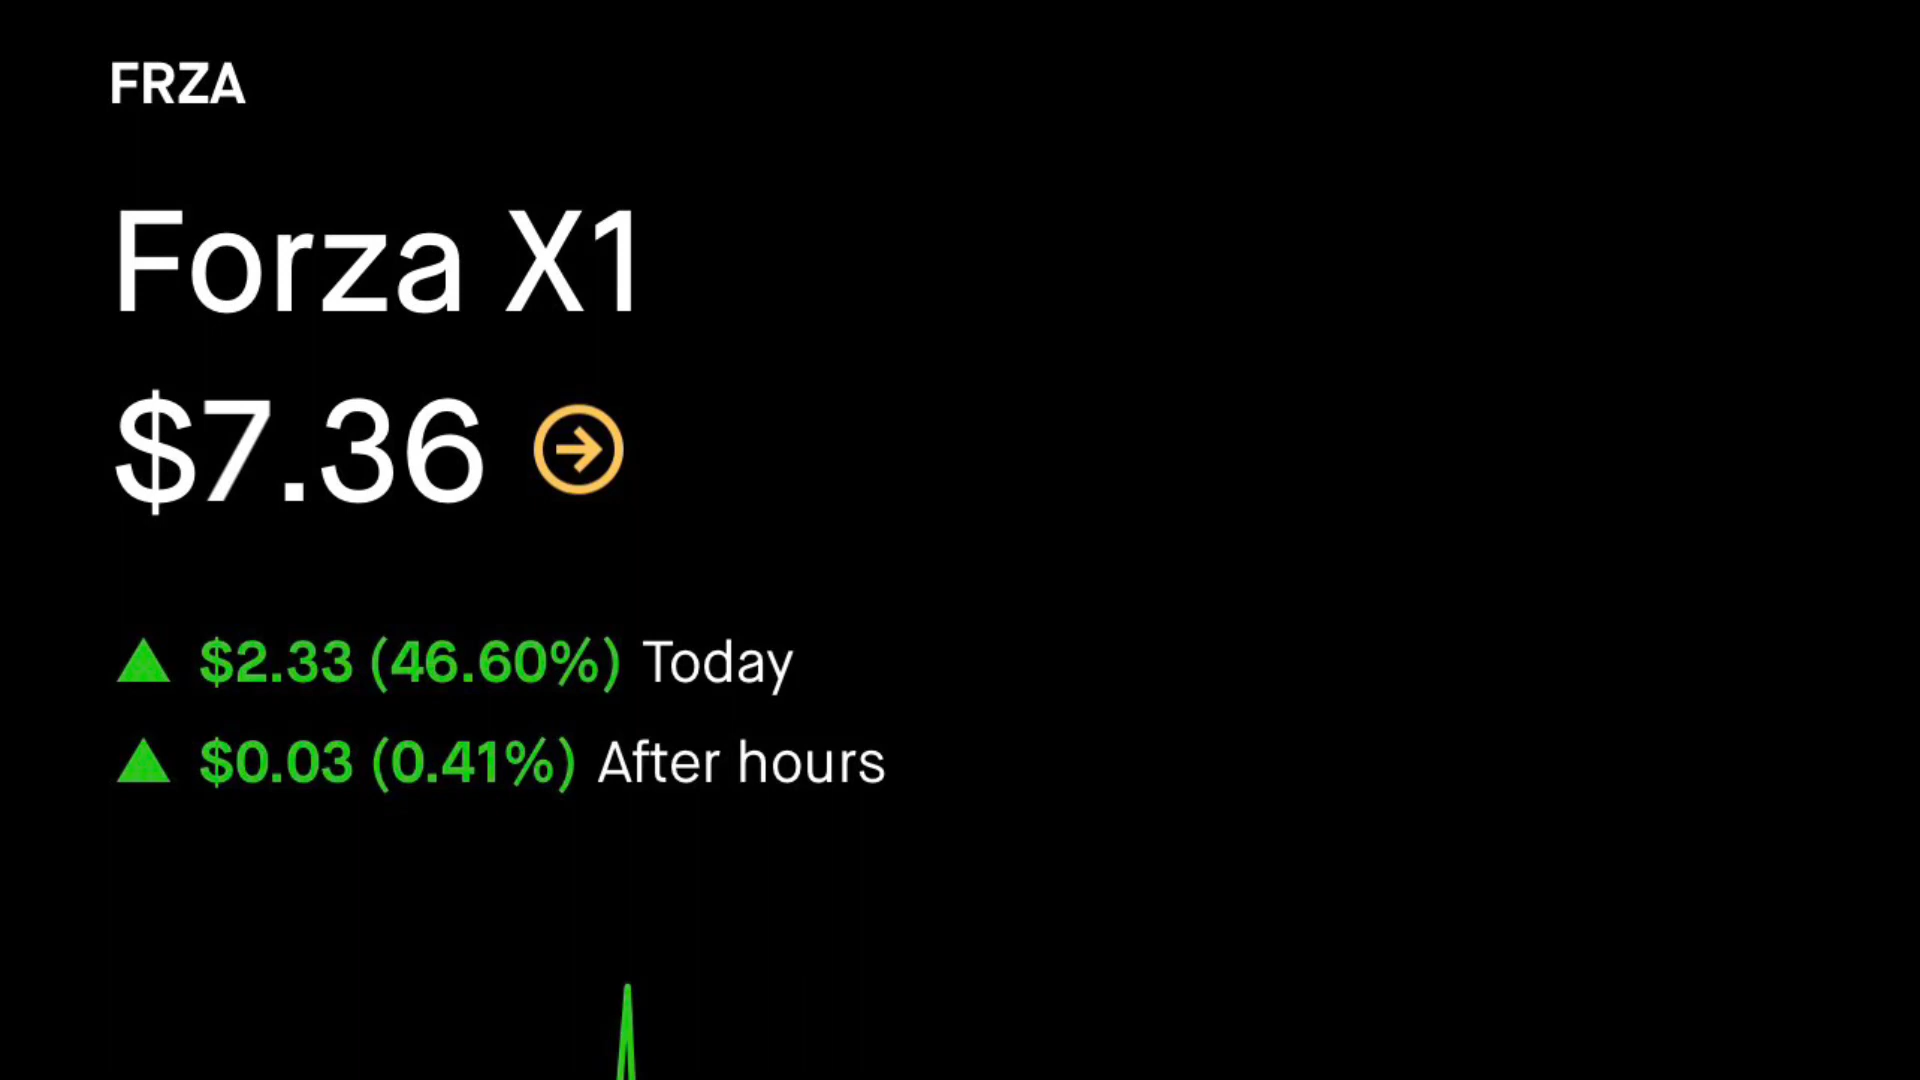 FRZA
Forza X1
$7.36
$2.33 (46.60%) Today
$0.03 (0.41%) After hours